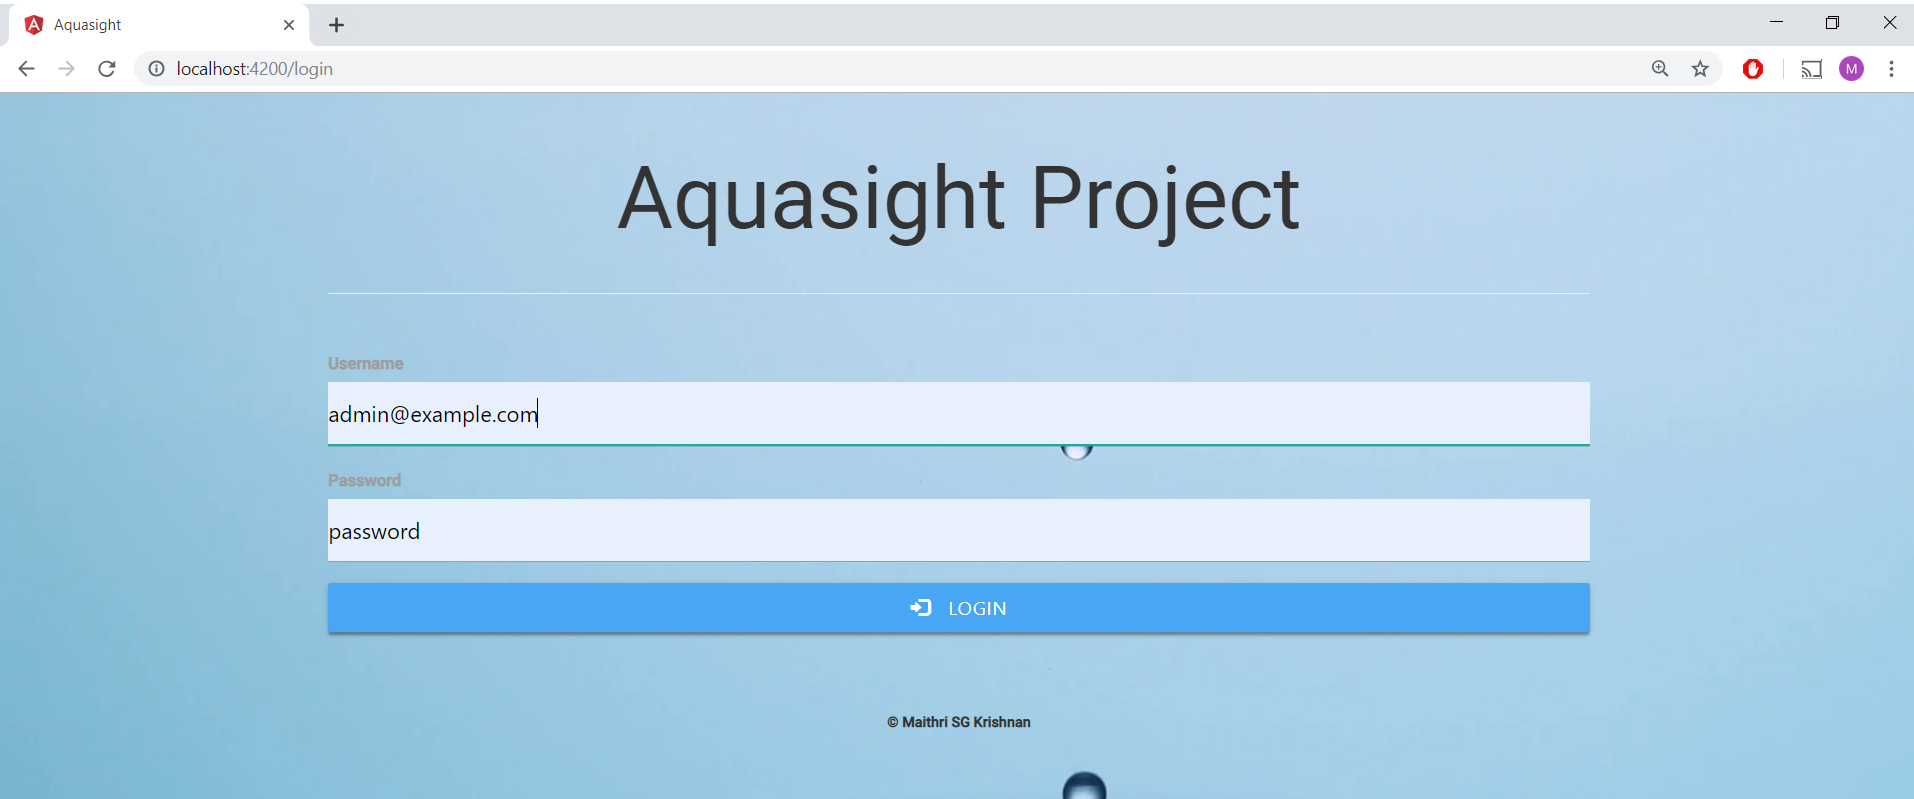 Aquasight
localhost:4200/login
M
Aquasight Project
Username
admin@example.com
Password
password
LOGIN
© Maithri SG Krishnan